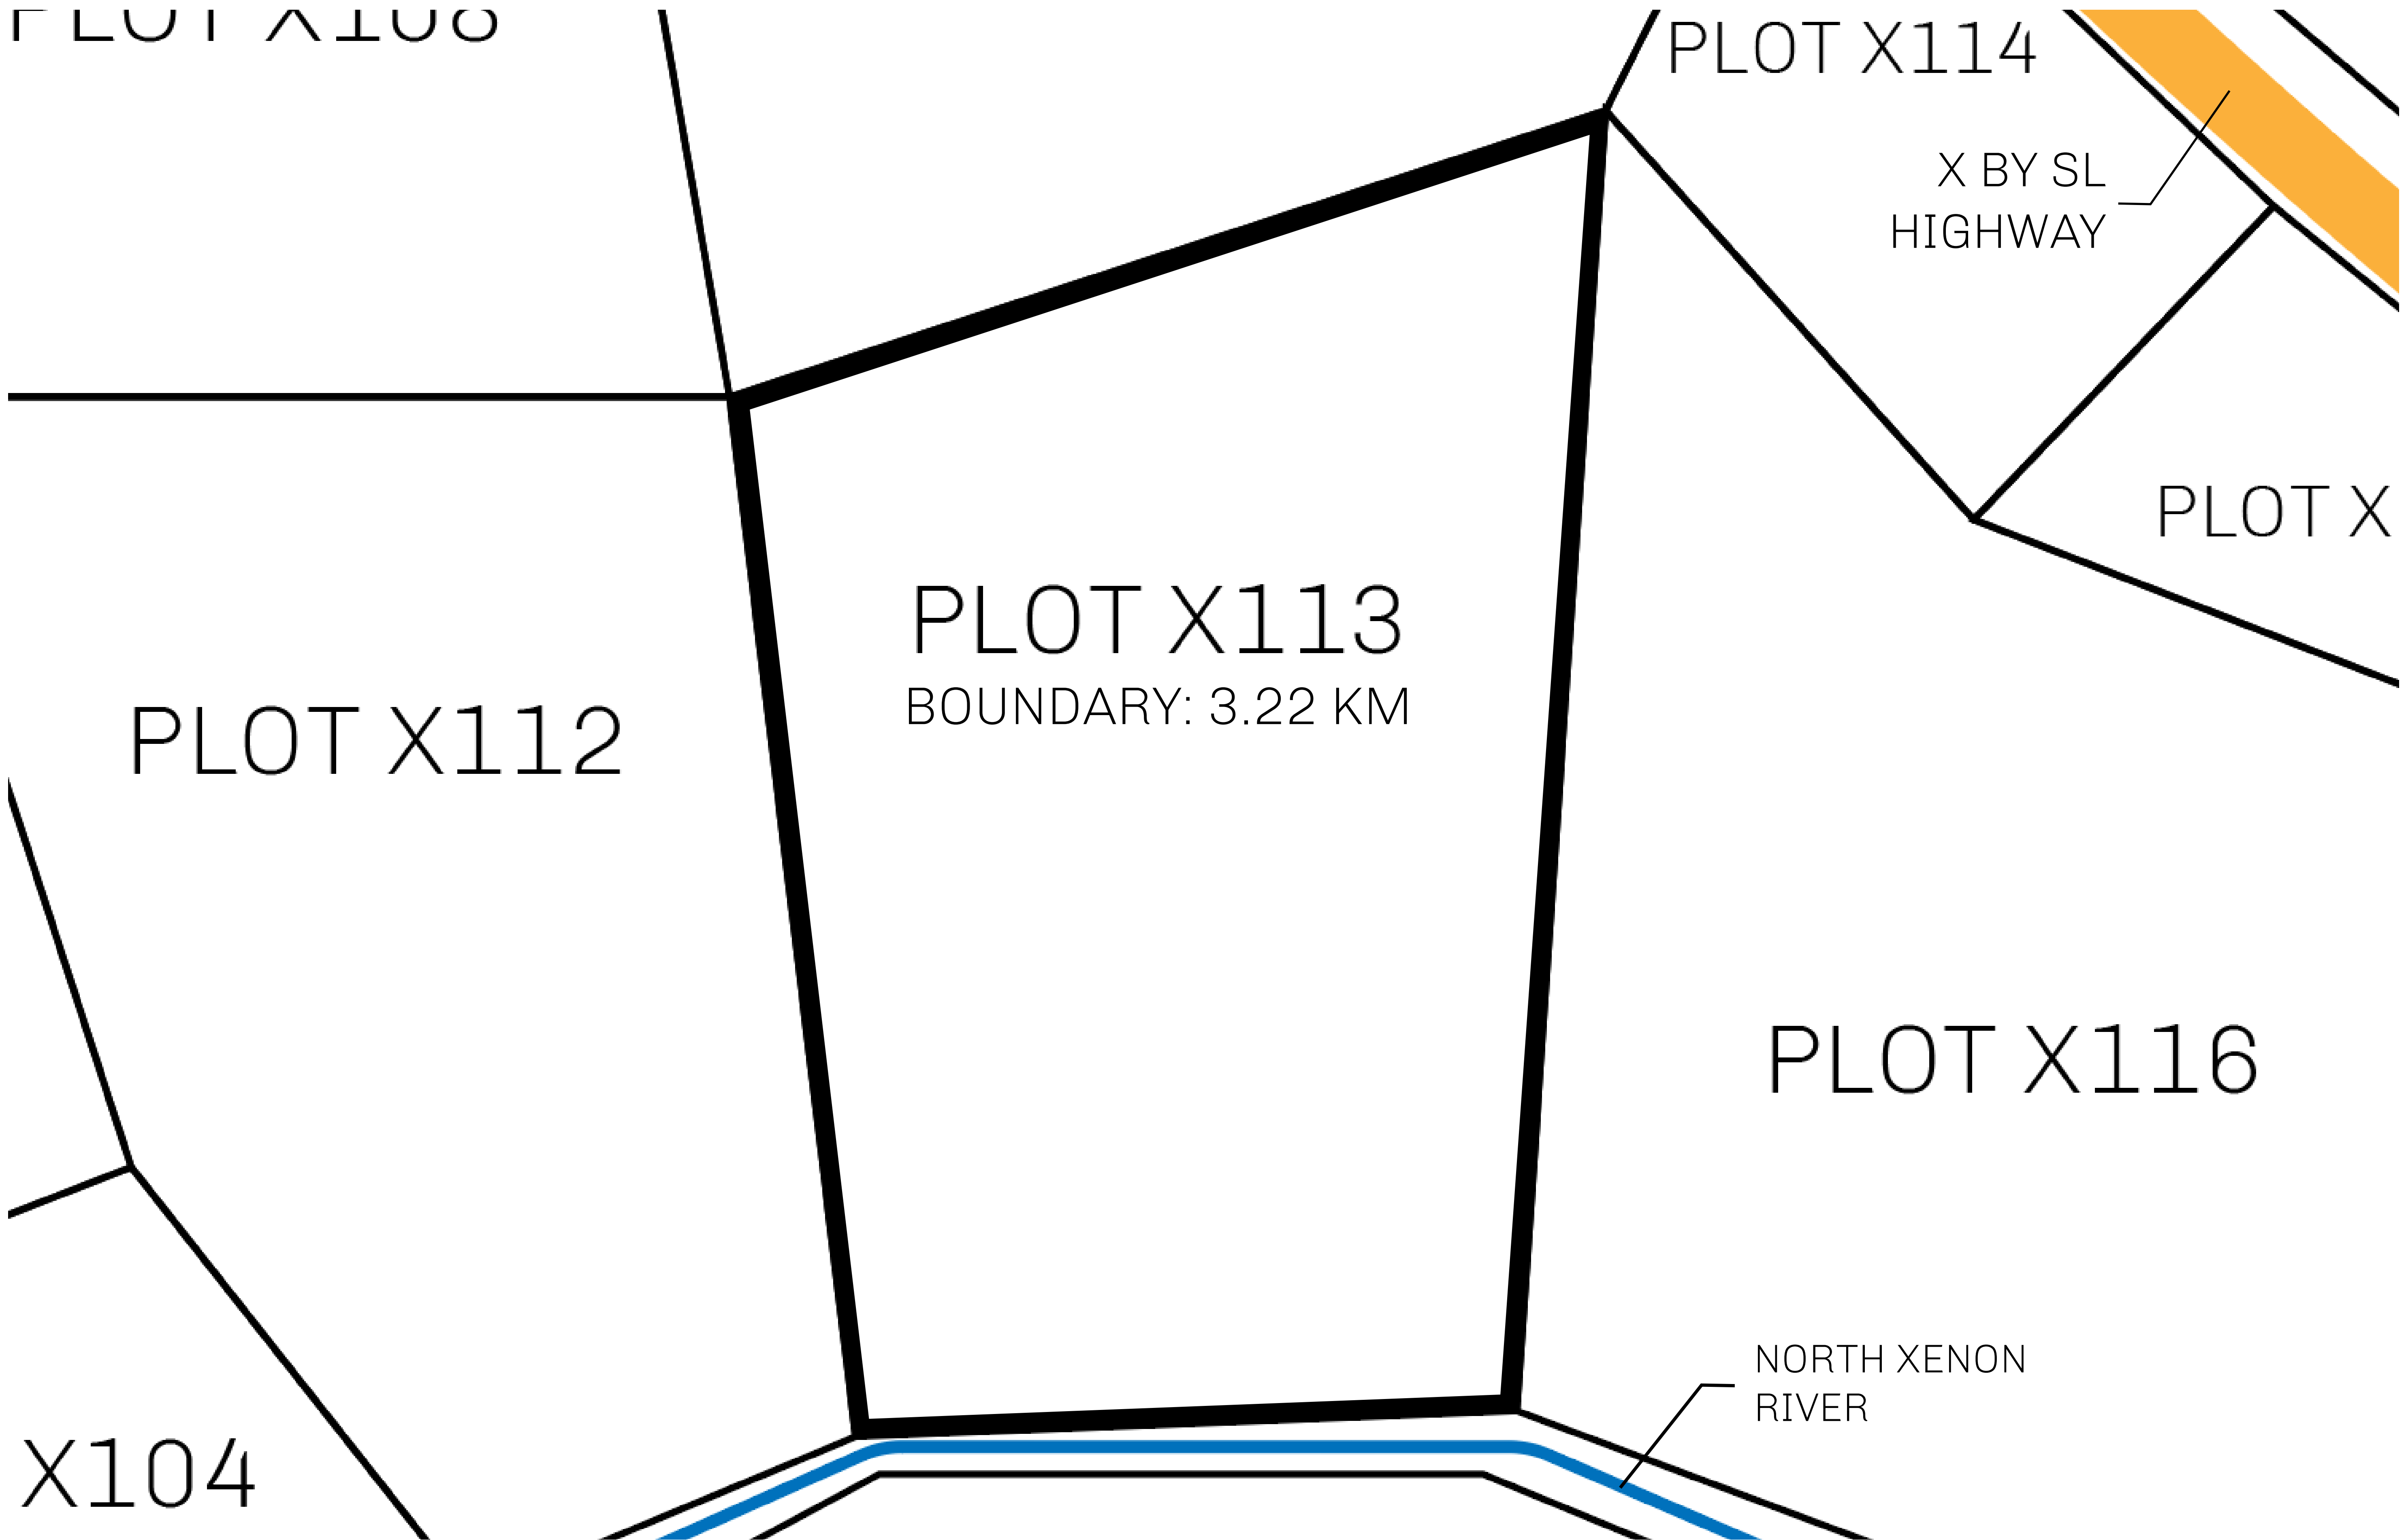 PLOT X114
X BY SL
HIGHWAY
PLOT X
PLOT X113
BOUNDARY: 3.22 KM
PLOT X112
PLOT X116
NORTH XENON
RIVER
X104